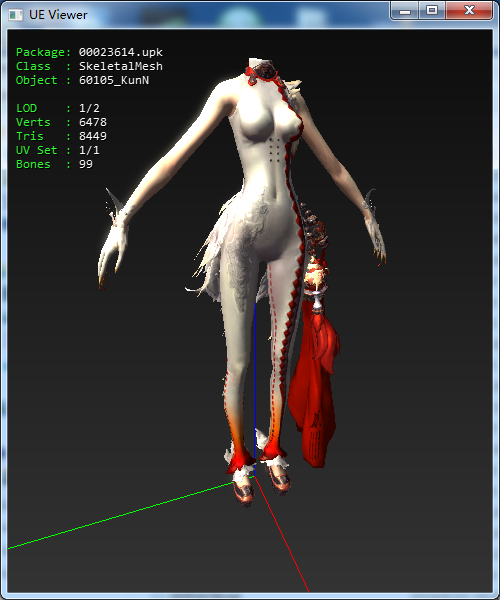 UE Viewer
Package: 00023614.upk
Class : SkeletalMesh
Object : 60105_KunN
LOD : 1/2
Verts : 6478
Tris : 8449
UV Set : 1/1
Bones : 99